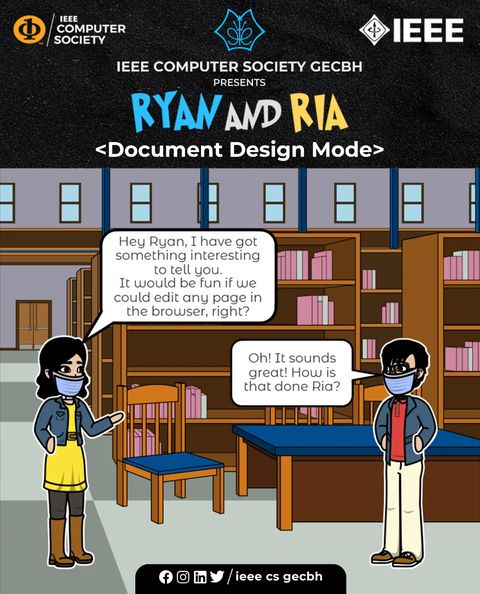 IEEE
COMPUTER
SOCIETY
IEEE
IEEE COMPUTER SOCIETY GECBH
PRESENTS
RYAN AND RIA
<Document Design Mode>
Hey Ryan, I have got
something interesting
to tell you.
It would be fun if we
could edit any page in
the browser, right?
Oh! It sounds
great! How is
that done Ria?
/ieee cs gecbh